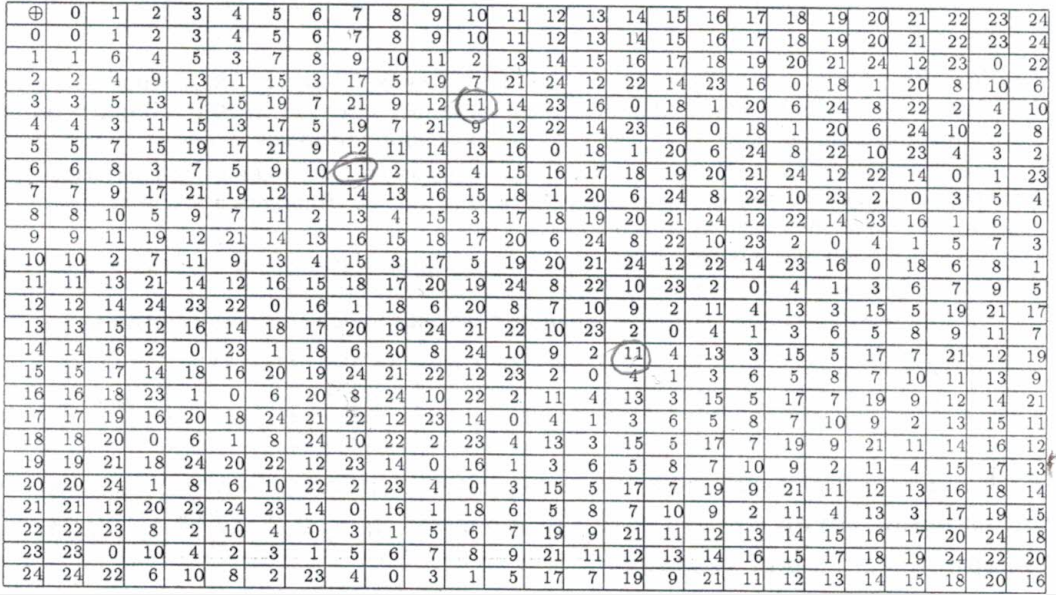 ⊕ 0 1 2 3 4 5 6 7 8 9 10 11 12 13 14 15 16 17 18 19 20 21 22 23 24
0 0 1 2 3 4 5 6 7 8 9 10 11 12 13 14 15 16 17 18 19 20 21 22 23 24
1 1 6 4 5 3 7 8 9 10 11 2 13 14 15 16 17 18 19 20 21 24 12 23 0 22
2 2 4 9 13 11 15 3 17 5 19 7 21 24 12 22 14 23 16 0 18 1 20 8 10 6
3 3 5 13 17 15 19 7 21 9 12 11 14 23 16 0 18 1 20 6 24 8 22 2 4 10
4 4 3 11 15 13 17 5 19 7 21 9 12 22 14 23 16 0 18 1 20 6 24 10 2 8
5 5 7 15 19 17 21 9 12 11 14 13 16 0 18 1 20 6 24 8 22 10 23 4 3 2
6 6 8 3 7 5 9 10 11 2 13 4 15 16 17 18 19 20 21 24 12 22 14 0 1 23
7 7 9 17 21 19 12 11 14 13 16 15 18 1 20 6 24 8 22 10 23 2 0 3 5 4
8 8 10 5 9 7 11 2 13 4 15 3 17 18 19 20 21 24 12 22 14 23 16 1 6 0
9 9 11 19 12 21 14 13 16 15 18 17 20 6 24 8 22 10 23 2 0 4 1 5 7 3
10 10 2 7 11 9 13 4 15 3 17 5 19 20 21 24 12 22 14 23 16 0 18 6 8 1
11 11 13 21 14 12 16 15 18 17 20 19 24 8 22 10 23 2 0 4 1 3 6 7 9 5
12 12 14 24 23 22 0 16 1 18 6 20 8 7 10 9 2 11 4 13 3 15 5 19 21 17
13 13 15 12 16 14 18 17 20 19 24 21 22 10 23 2 0 4 1 3 6 5 8 9 11 7
14 14 16 22 0 23 1 18 6 20 8 24 10 9 2 11 4 13 3 15 5 17 7 21 12 19
15 15 17 14 18 16 20 19 24 21 22 12 23 2 0 4 1 3 6 5 8 7 10 11 13 9
16 16 18 23 1 0 6 20 8 24 10 22 2 11 4 13 3 15 5 17 7 19 9 12 14 21
17 17 19 16 20 18 24 21 22 12 23 14 0 4 1 3 6 5 8 7 10 9 2 13 15 11
18 18 20 0 6 1 8 24 10 22 2 23 4 13 3 15 5 17 7 19 9 21 11 14 16 12
19 19 21 18 24 20 22 12 23 14 0 16 1 3 6 5 8 7 10 9 2 11 4 15 17 13
20 20 24 1 8 6 10 22 2 23 4 0 3 15 5 17 7 19 9 21 11 12 13 16 18 14
21 21 12 20 22 24 23 14 0 16 1 18 6 5 8 7 10 9 2 11 4 13 3 17 19 15
22 22 23 8 2 10 4 0 3 1 5 6 7 19 9 21 11 12 13 14 15 16 17 20 24 18
23 23 0 10 4 2 3 1 5 6 7 8 9 21 11 12 13 14 16 15 17 18 19 24 22 20
24 24 22 6 10 8 2 23 4 0 3 1 5 17 7 19 9 21 11 12 13 14 15 18 20 16